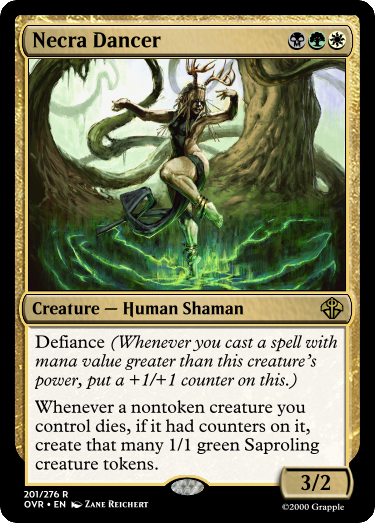 Necra Dancer
Creature — Human Shaman
Defiance (Whenever you cast a spell with
mana value greater than this creature's
power, put a +1/+1 counter on this.)
Whenever a nontoken creature you
control dies, if it had counters on it,
create that many 1/1 green Saproling
creature tokens.
3/2
201/276 R
OVR • EN Zane Reichert
©2000 Grapple